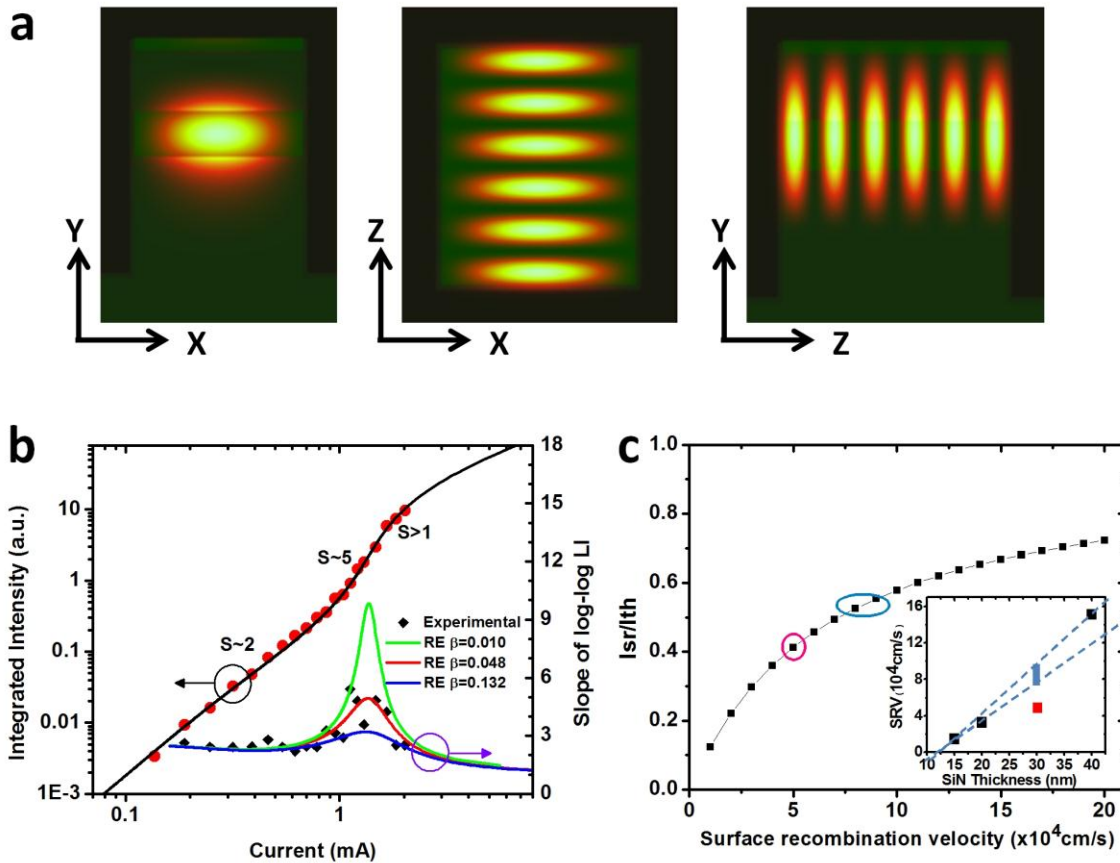 a
Y
X
Z
X
Y
Z
b
Integrated Intensity (a.u.)
10
1
0.1
0.01
1E-3
0.1
1
Current (mA)
S~2
S~5
S>1
Experimental
RE β=0.010
RE β=0.048
RE β=0.132
18
15
12
9
6
3
0
Slope of log-log LI
c
Isr/Ith
1.0
0.8
0.6
0.4
0.2
0.0
0
5
10
15
20
Surface recombination velocity (x10⁴cm/s)
SRV (10⁴cm/s)
16
12
8
4
0
10
15
20
25
30
35
40
SiN Thickness (nm)